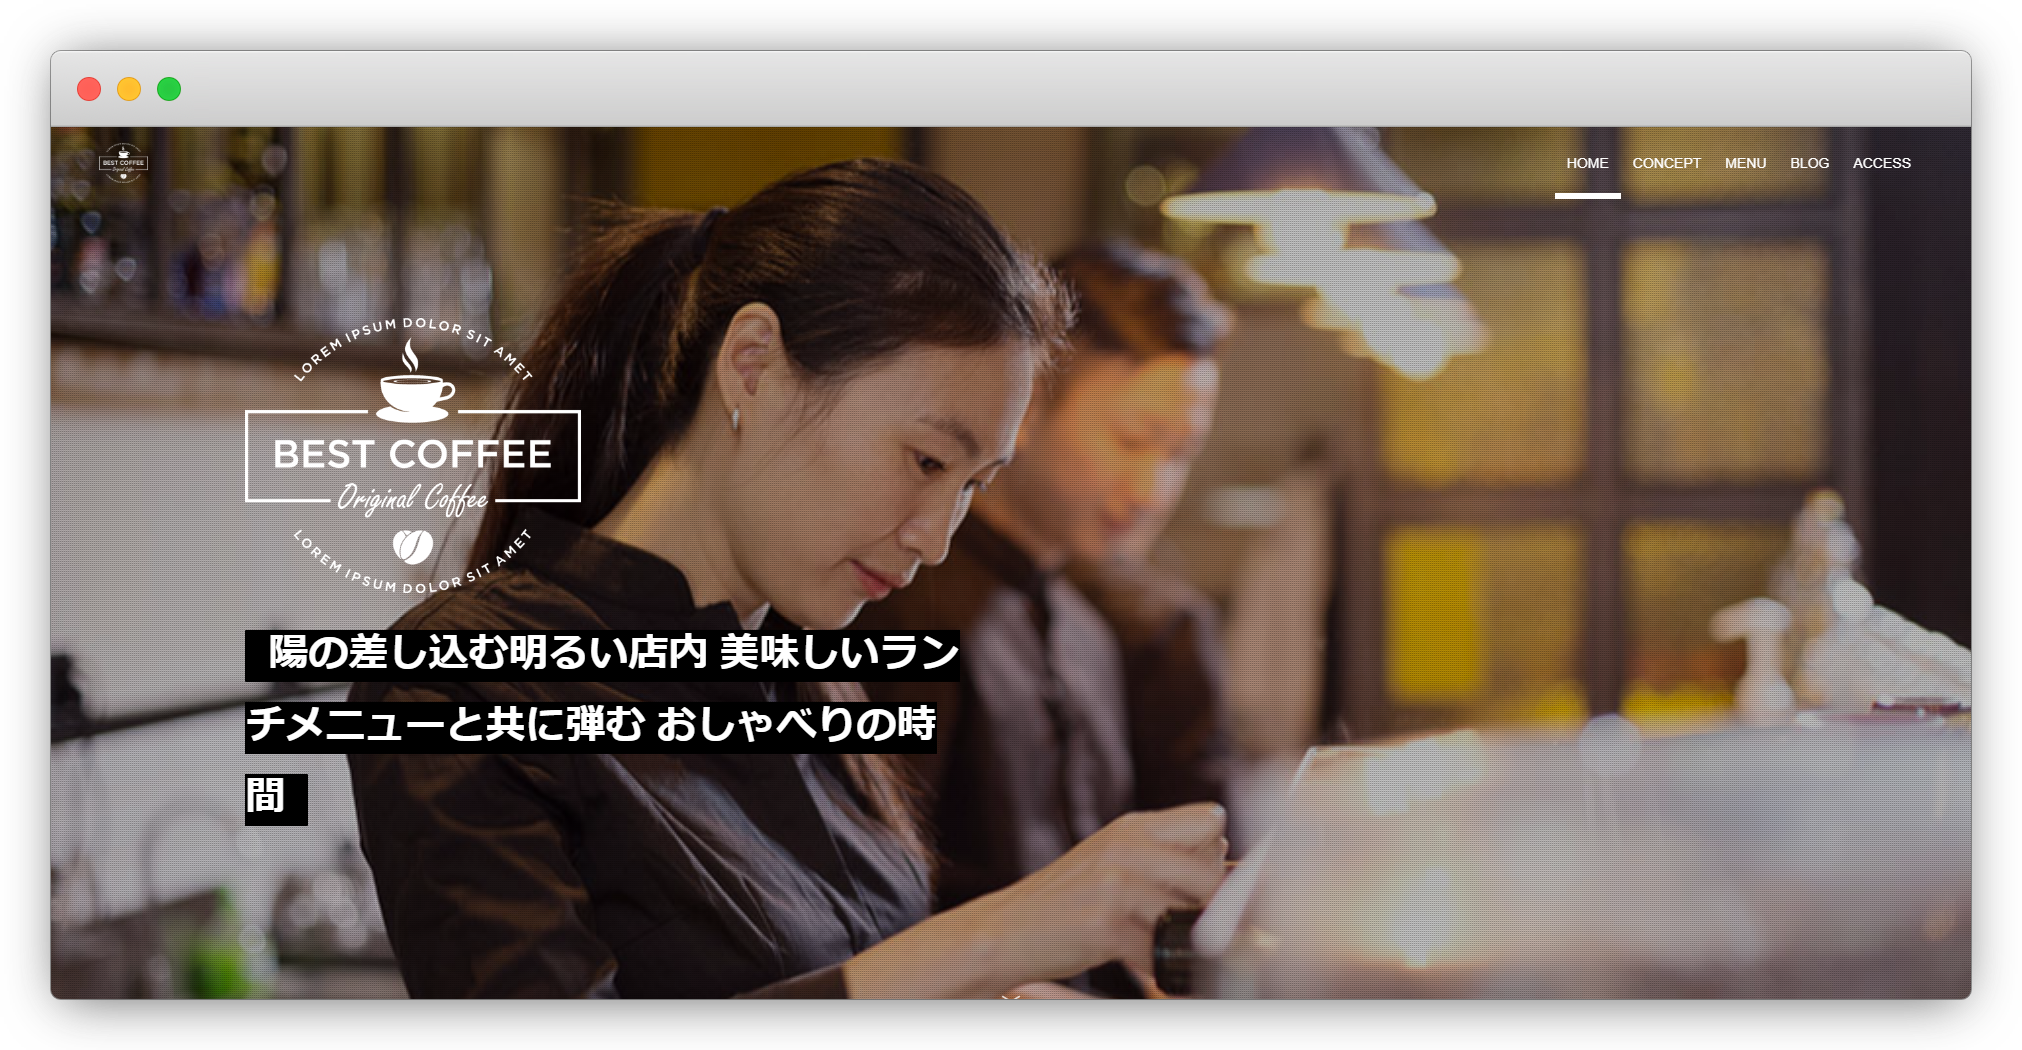 BEST COFFEE
Original Coffee
HOME CONCEPT MENU BLOG ACCESS
LOREM IPSUM DOLOR SIT AMET
BEST COFFEE
Original Coffee
LOREM IPSUM DOLOR SIT AMET
陽の差し込む明るい店内 美味しいラン
チメニューと共に弾む おしゃべりの時
間